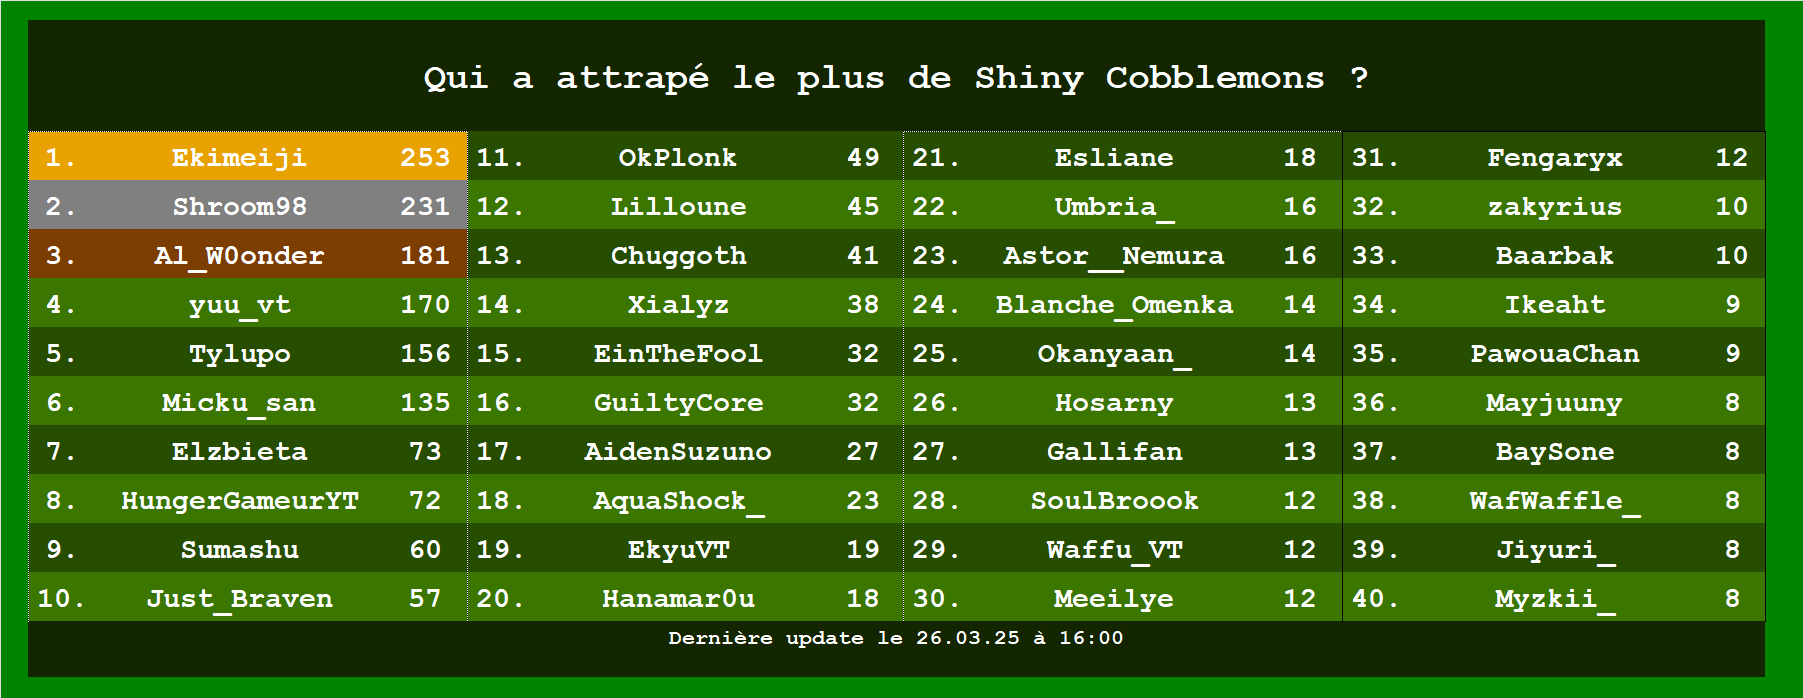 Qui a attrapé le plus de Shiny Cobblemons ?
1. Ekimeiji 253 11. OkPlonk 49 21. Esliane 18 31. Fengaryx 12
2. Shroom98 231 12. Lilloune 45 22. Umbria_ 16 32. zakyrius 10
3. Al_W0onder 181 13. Chuggoth 41 23. Astor__Nemura 16 33. Baarbak 10
4. yuu_vt 170 14. Xialyz 38 24. Blanche_Omenka 14 34. Ikeaht 9
5. Tylupo 156 15. EinTheFool 32 25. Okanyaan_ 14 35. PawouaChan 9
6. Micku_san 135 16. GuiltyCore 32 26. Hosarny 13 36. Mayjuuny 8
7. Elzbieta 73 17. AidenSuzuno 27 27. Gallifan 13 37. BaySone 8
8. HungerGameurYT 72 18. AquaShock_ 23 28. SoulBroook 12 38. WafWaffle_ 8
9. Sumashu 60 19. EkyuVT 19 29. Waffu_VT 12 39. Jiyuri_ 8
10. Just_Braven 57 20. Hanamar0u 18 30. Meeilye 12 40. Myzkii_ 8
Dernière update le 26.03.25 à 16:00